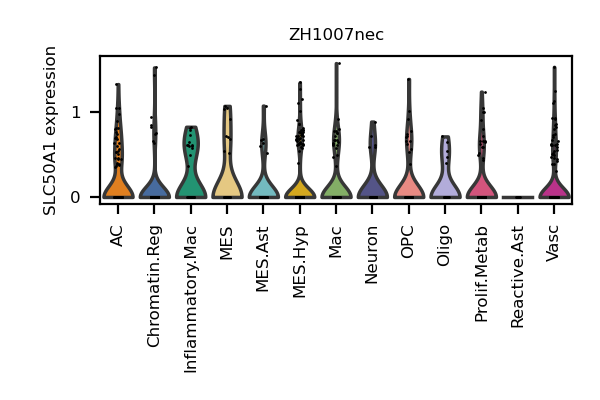 ZH1007nec
SLC50A1 expression
1
0
AC
Chromatin.Reg
Inflammatory.Mac
MES
MES.Ast
MES.Hyp
Mac
Neuron
OPC
Oligo
Prolif.Metab
Reactive.Ast
Vasc